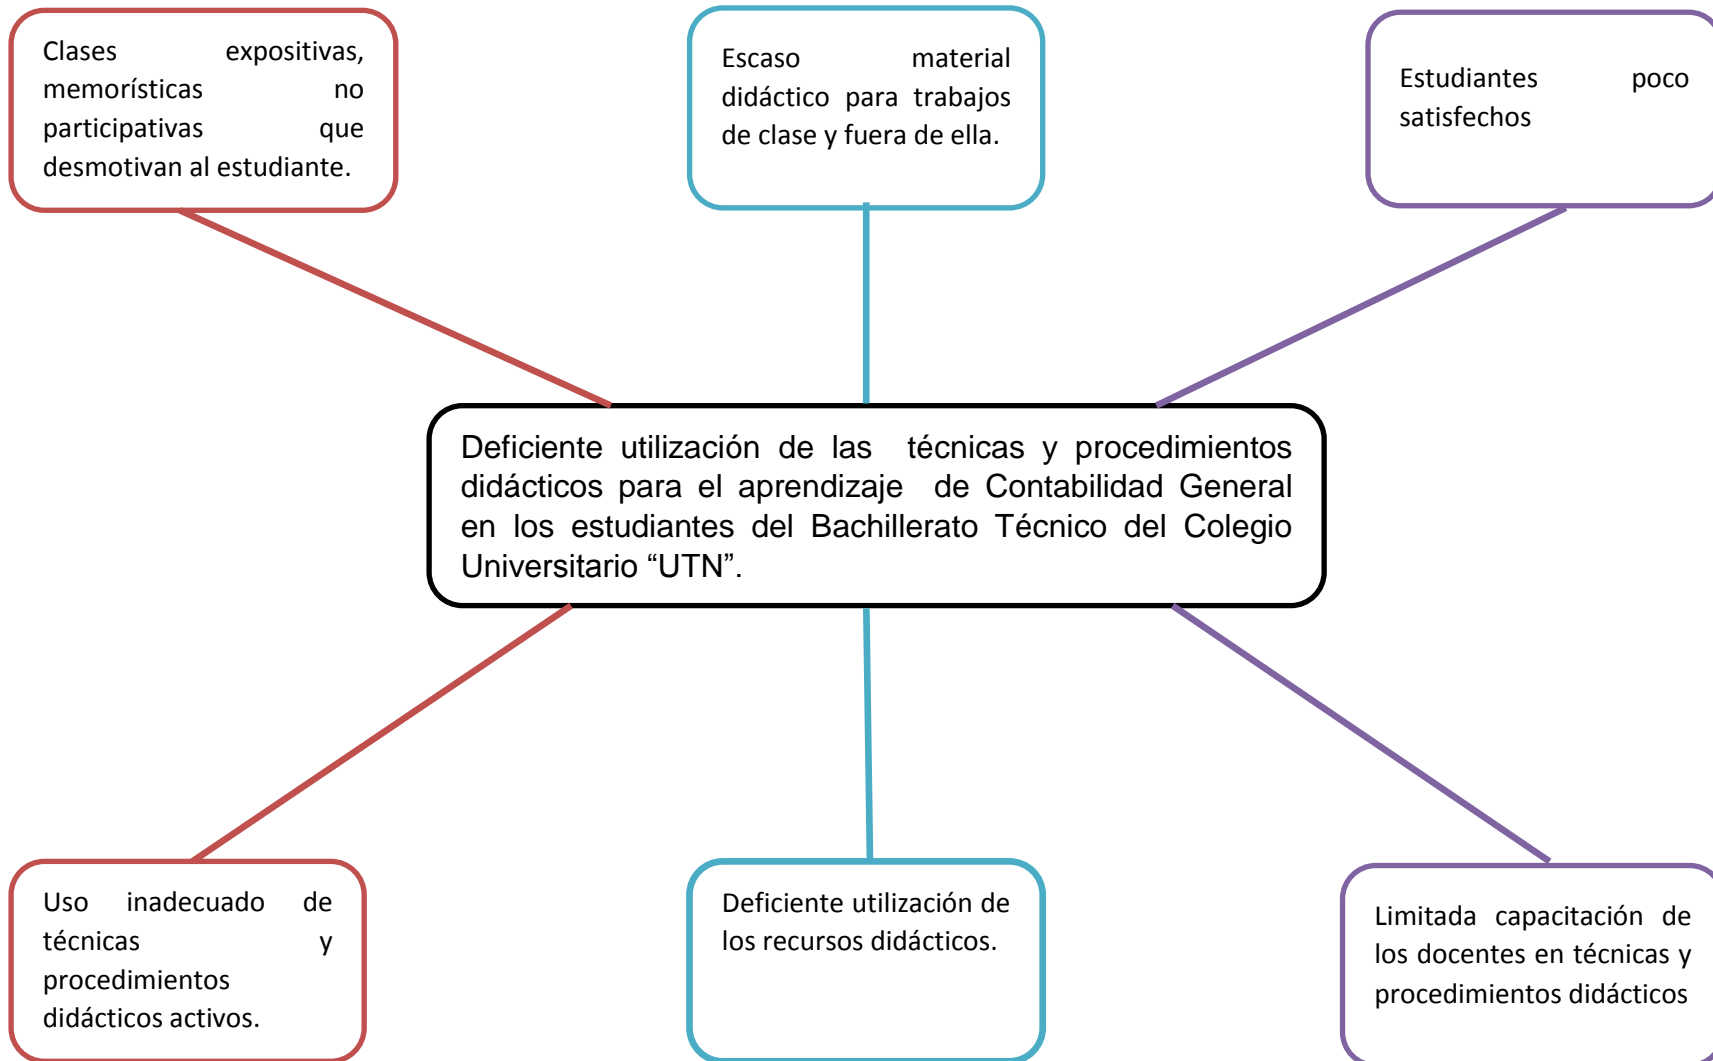 Clases expositivas,
memorísticas no
participativas que
desmotivan al estudiante.
Escaso material
didáctico para trabajos
de clase y fuera de ella.
Estudiantes poco
satisfechos
Deficiente utilización de las técnicas y procedimientos
didácticos para el aprendizaje de Contabilidad General
en los estudiantes del Bachillerato Técnico del Colegio
Universitario “UTN”.
Uso inadecuado de
técnicas y
procedimientos
didácticos activos.
Deficiente utilización de
los recursos didácticos.
Limitada capacitación de
los docentes en técnicas y
procedimientos didácticos